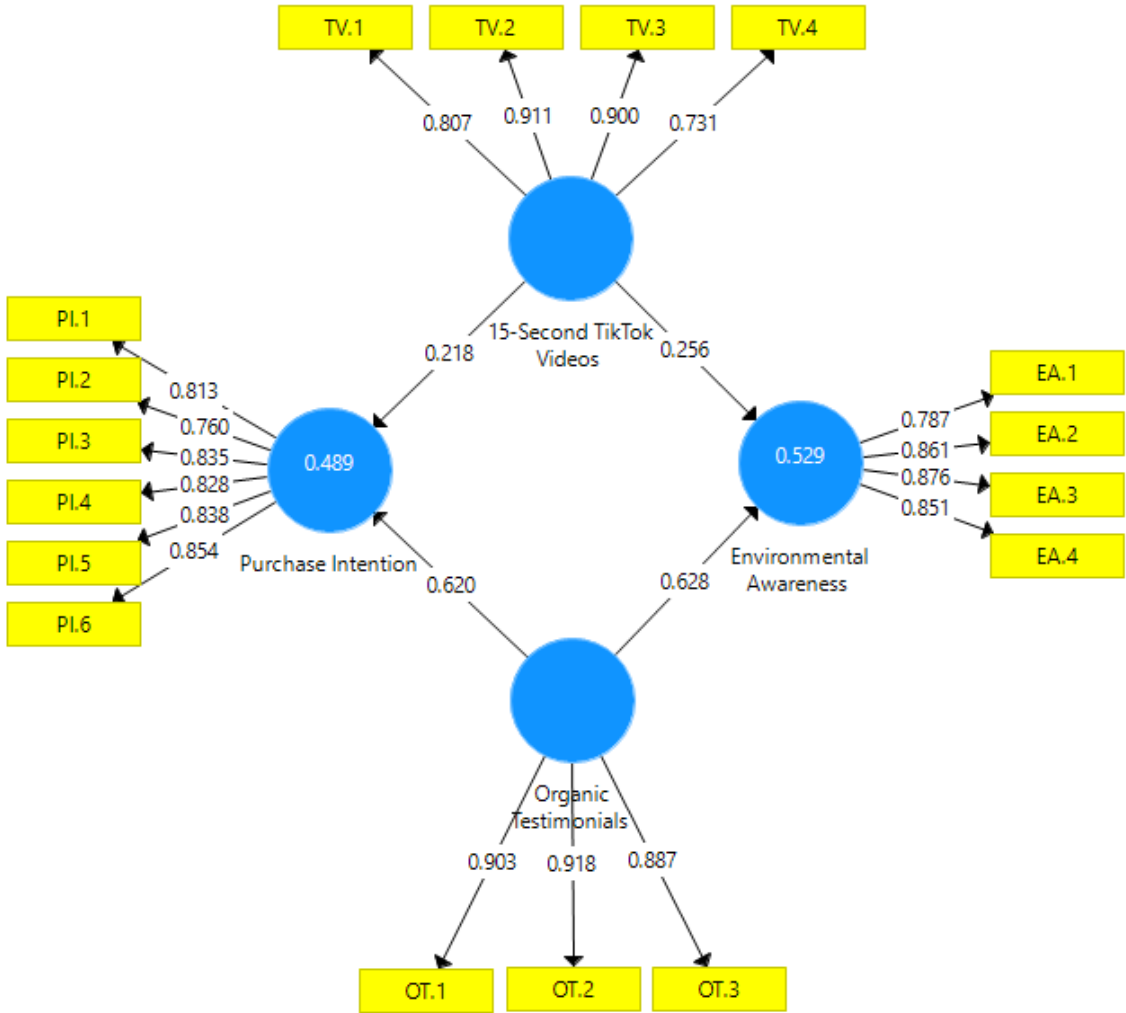 TV.1 TV.2 TV.3 TV.4
0.807 0.911 0.900 0.731
15-Second TikTok
Videos
0.218 0.256
PI.1
PI.2
PI.3
PI.4
PI.5
PI.6
0.813
0.760
0.835
0.828
0.838
0.854
0.489
Purchase Intention
0.529
Environmental
Awareness
0.787
0.861
0.876
0.851
EA.1
EA.2
EA.3
EA.4
0.620 0.628
Organic
Testimonials
0.903 0.918 0.887
OT.1 OT.2 OT.3